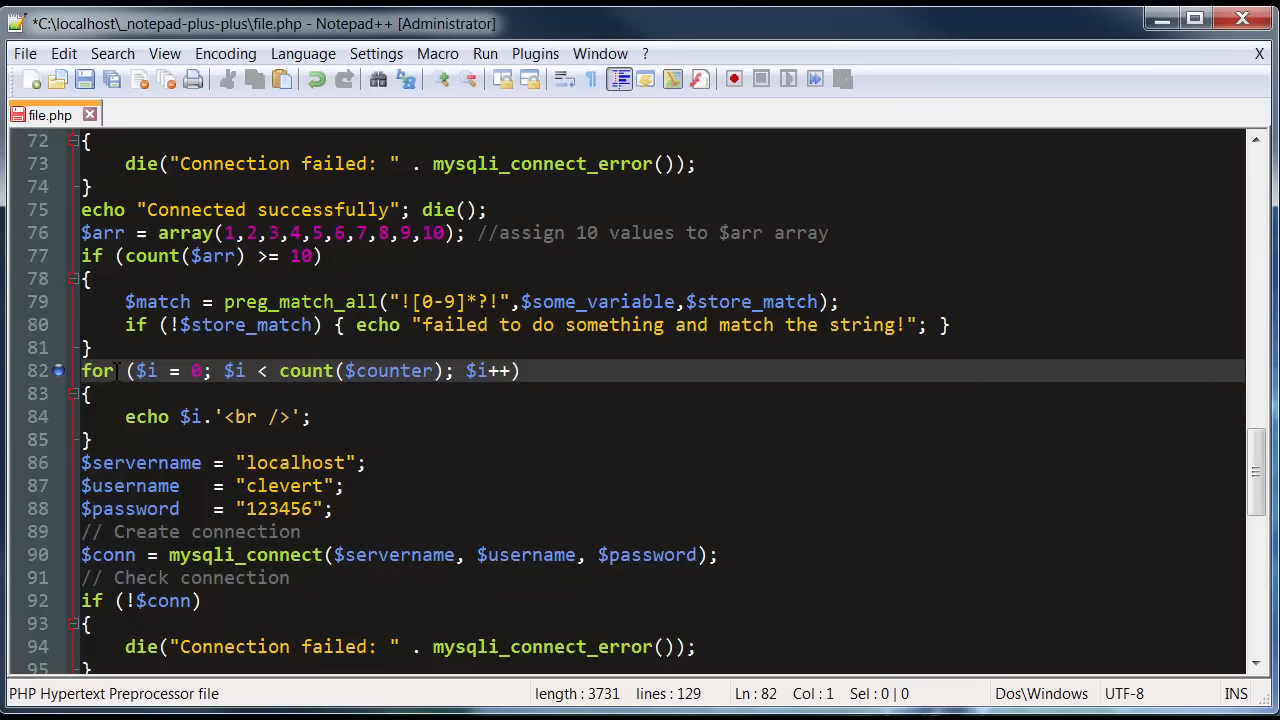 *C:\localhost\_notepad-plus-plus\file.php - Notepad++ [Administrator]
File Edit Search View Encoding Language Settings Macro Run Plugins Window ? X
file.php
72 {
73 die("Connection failed: " . mysqli_connect_error());
74 }
75 echo "Connected successfully"; die();
76 $arr = array(1,2,3,4,5,6,7,8,9,10); //assign 10 values to $arr array
77 if (count($arr) >= 10)
78 {
79 $match = preg_match_all("![0-9]*?!",$some_variable,$store_match);
80 if (!$store_match) { echo "failed to do something and match the string!"; }
81 }
82 for ($i = 0; $i < count($counter); $i++)
83 {
84 echo $i.'<br />';
85 }
86 $servername = "localhost";
87 $username = "clevert";
88 $password = "123456";
89 // Create connection
90 $conn = mysqli_connect($servername, $username, $password);
91 // Check connection
92 if (!$conn)
93 {
94 die("Connection failed: " . mysqli_connect_error());
95 }
PHP Hypertext Preprocessor file length : 3731 lines : 129 Ln : 82 Col : 1 Sel : 0 | 0 Dos\Windows UTF-8 INS